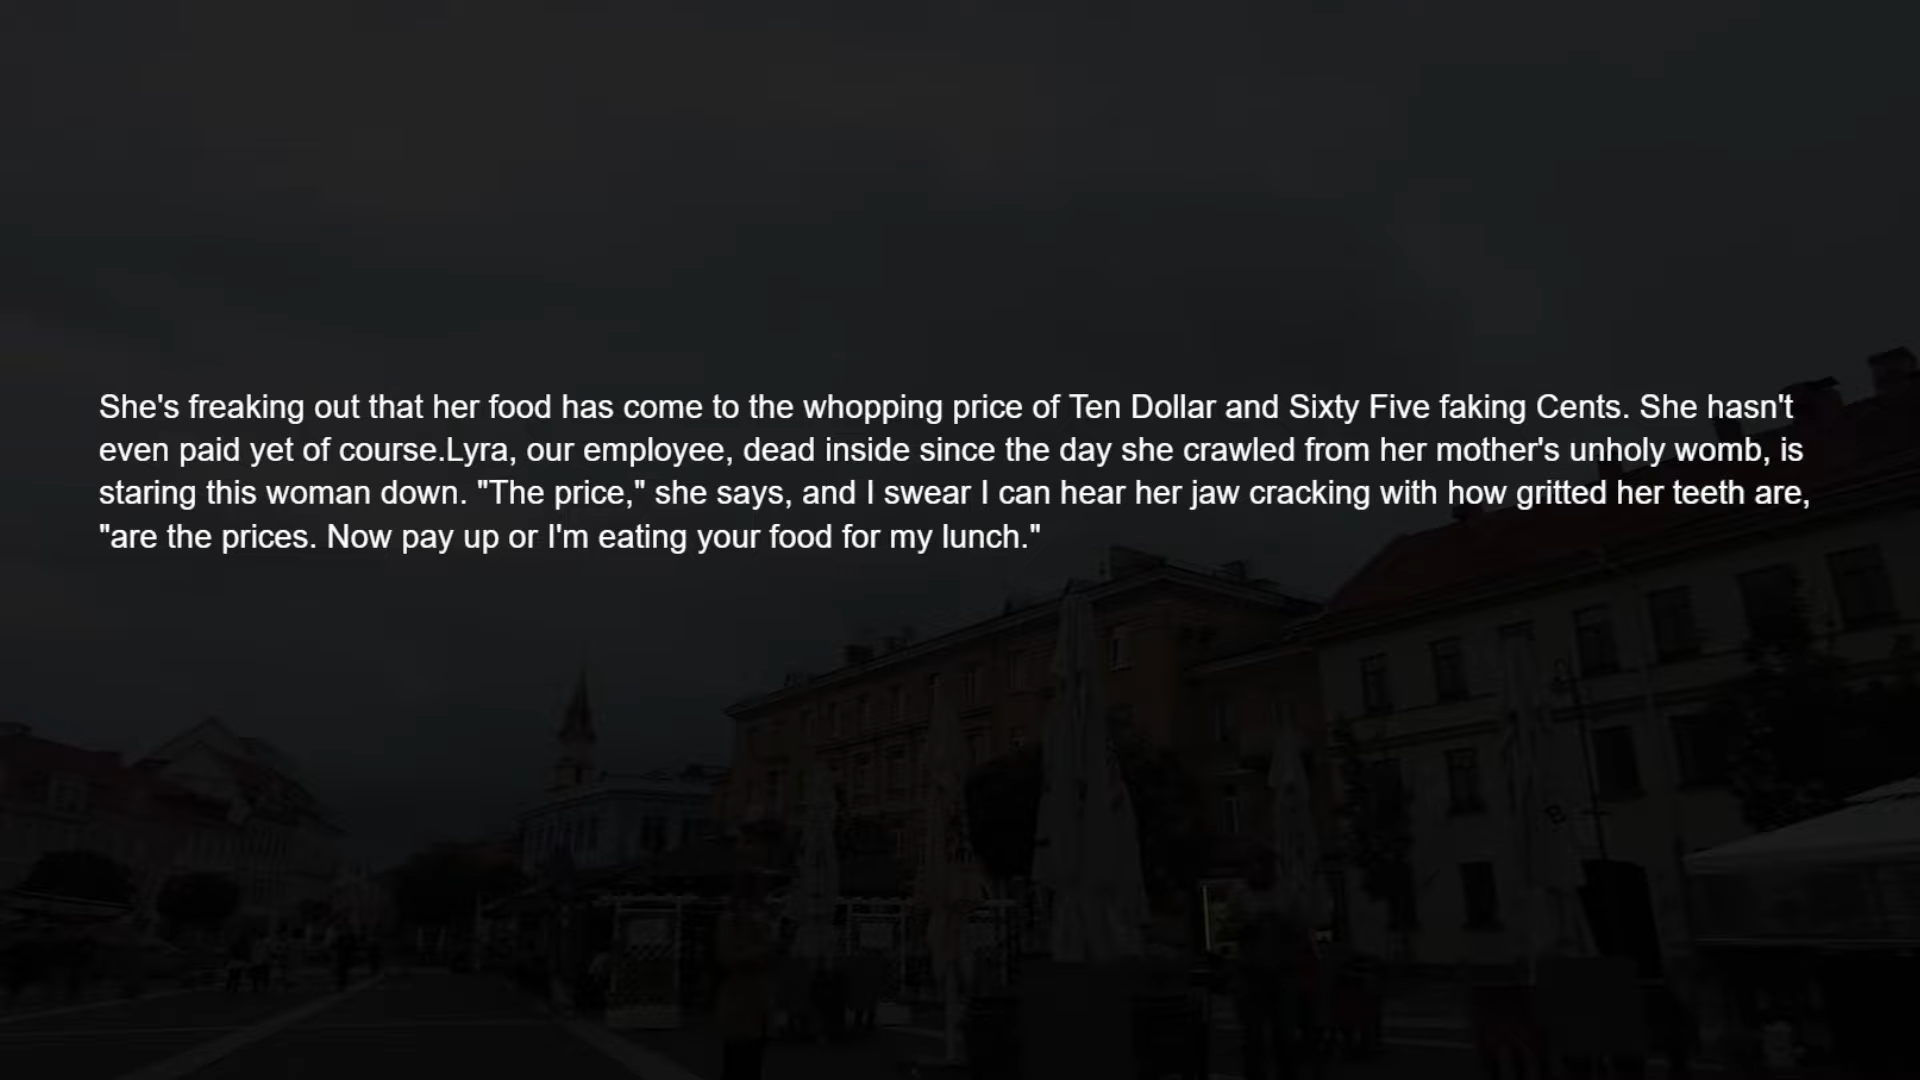 She's freaking out that her food has come to the whopping price of Ten Dollar and Sixty Five faking Cents. She hasn't
even paid yet of course.Lyra, our employee, dead inside since the day she crawled from her mother's unholy womb, is
staring this woman down. "The price," she says, and I swear I can hear her jaw cracking with how gritted her teeth are,
"are the prices. Now pay up or I'm eating your food for my lunch."